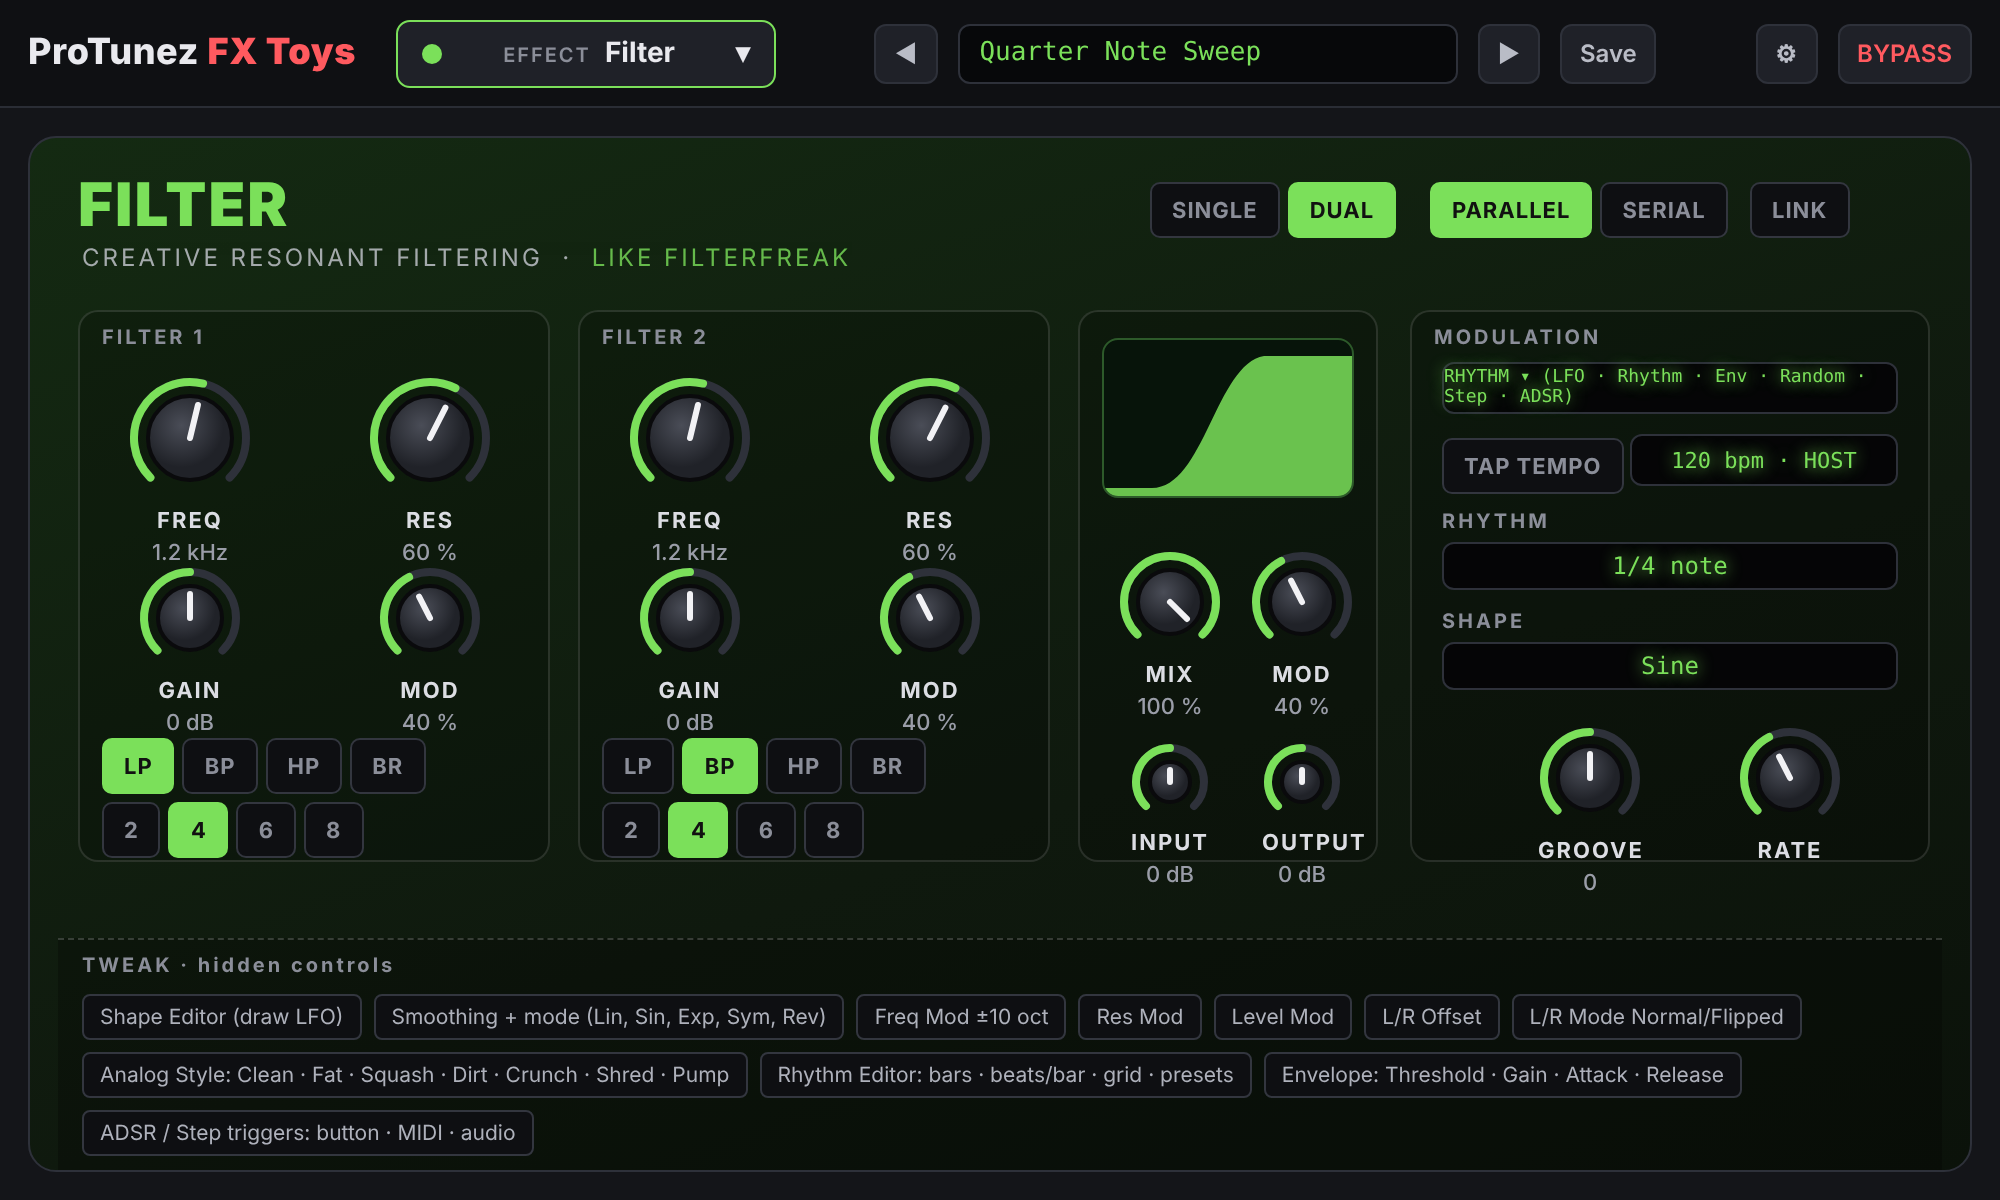 ProTunez FX Toys
EFFECT Filter ▼
◀
Quarter Note Sweep
▶
Save
⚙
BYPASS
FILTER
CREATIVE RESONANT FILTERING · LIKE FILTERFREAK
SINGLE DUAL PARALLEL SERIAL LINK
FILTER 1
FREQ RES
1.2 kHz 60 %
GAIN MOD
0 dB 40 %
LP BP HP BR
2 4 6 8
FILTER 2
FREQ RES
1.2 kHz 60 %
GAIN MOD
0 dB 40 %
LP BP HP BR
2 4 6 8
MIX MOD
100 % 40 %
INPUT OUTPUT
0 dB 0 dB
MODULATION
RHYTHM ▾ (LFO · Rhythm · Env · Random ·
Step · ADSR)
TAP TEMPO 120 bpm · HOST
RHYTHM
1/4 note
SHAPE
Sine
GROOVE RATE
0
TWEAK · hidden controls
Shape Editor (draw LFO) Smoothing + mode (Lin, Sin, Exp, Sym, Rev) Freq Mod ±10 oct Res Mod Level Mod L/R Offset L/R Mode Normal/Flipped
Analog Style: Clean · Fat · Squash · Dirt · Crunch · Shred · Pump Rhythm Editor: bars · beats/bar · grid · presets Envelope: Threshold · Gain · Attack · Release
ADSR / Step triggers: button · MIDI · audio